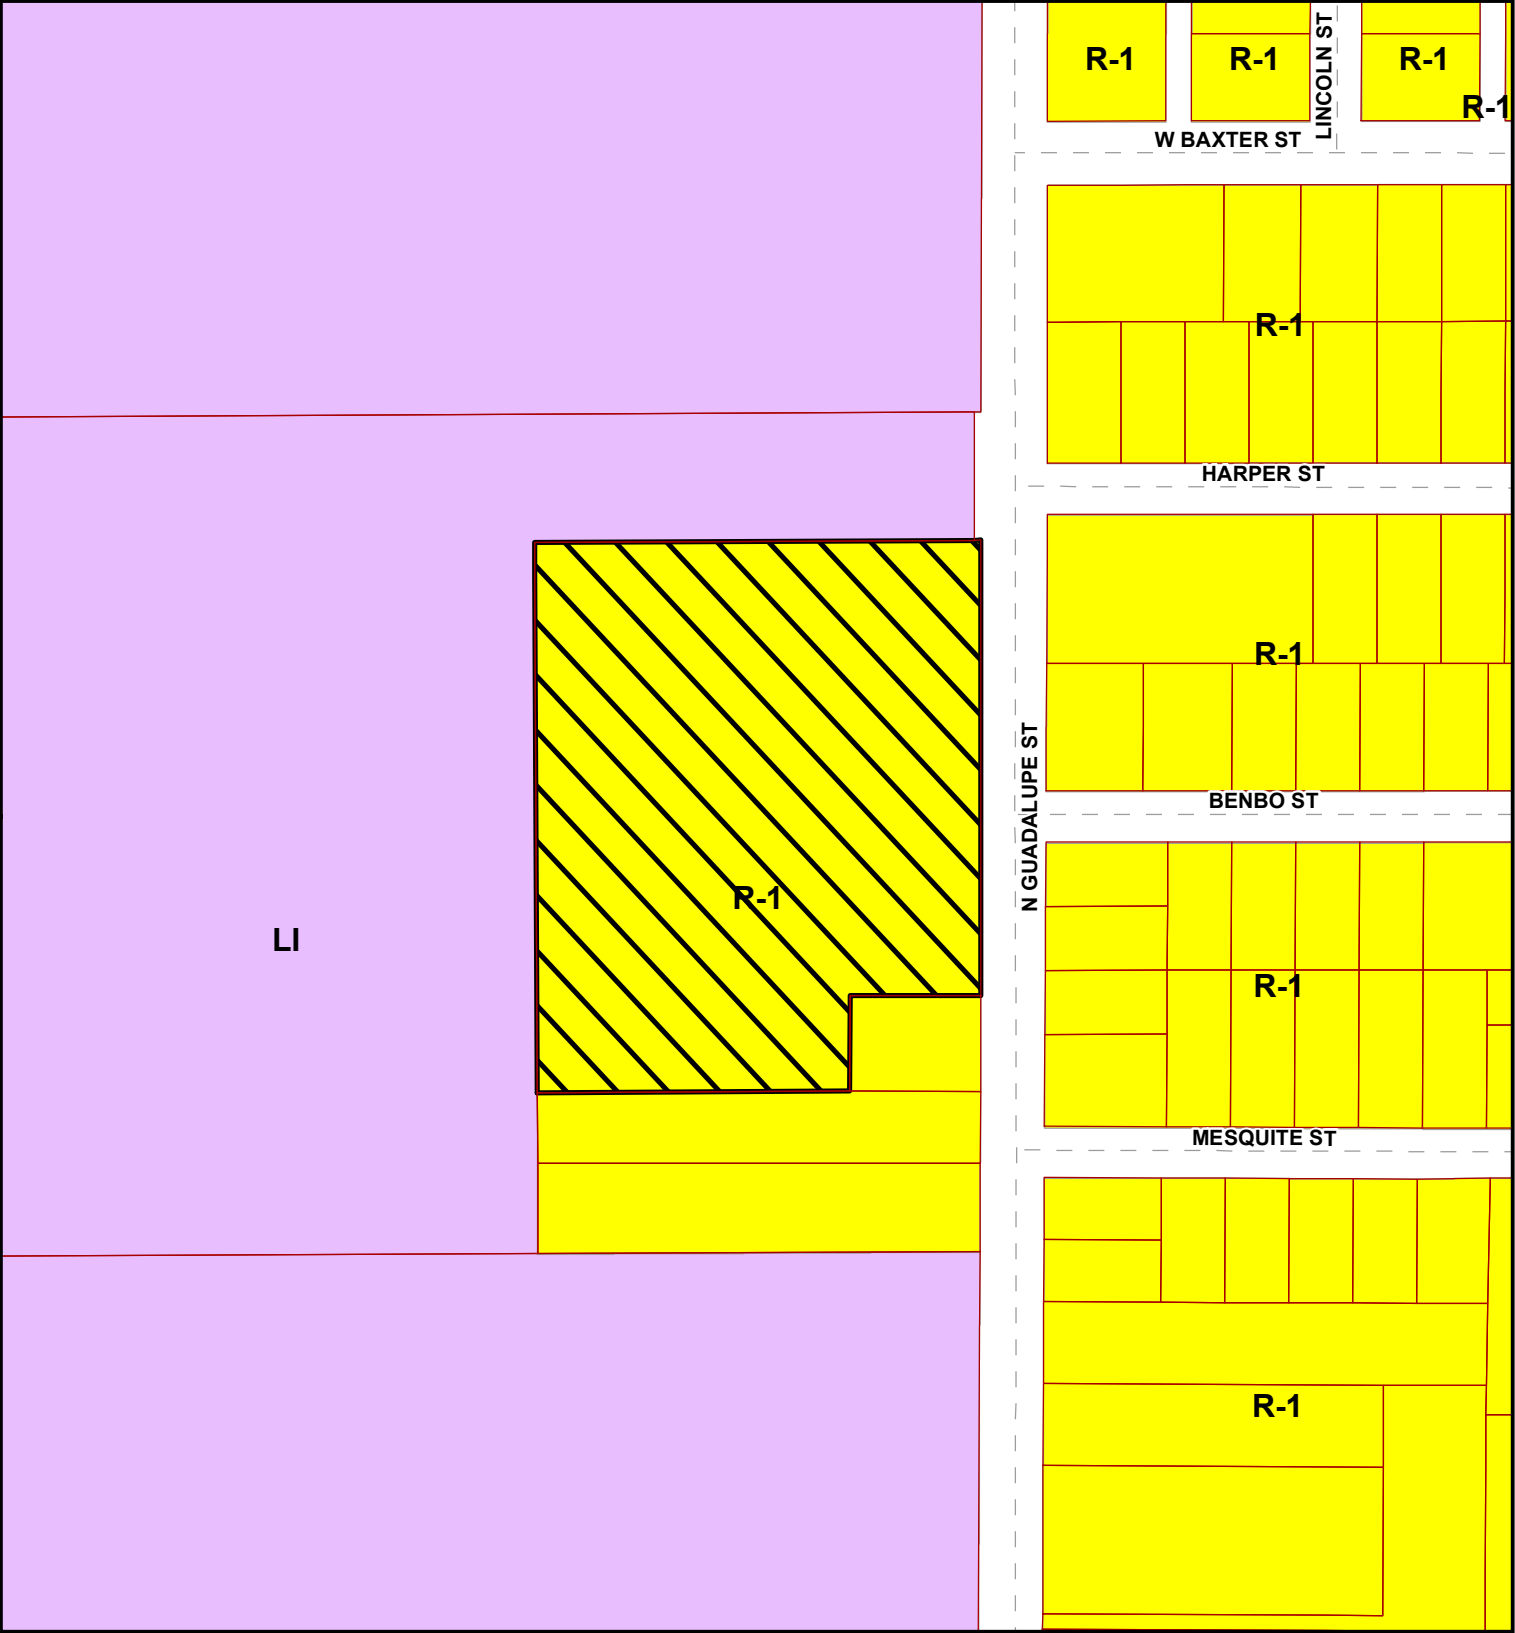 R-1
R-1
R-1
R-1
LINCOLN ST
W BAXTER ST
R-1
HARPER ST
R-1
N GUADALUPE ST
BENBO ST
R-1
LI
R-1
MESQUITE ST
R-1